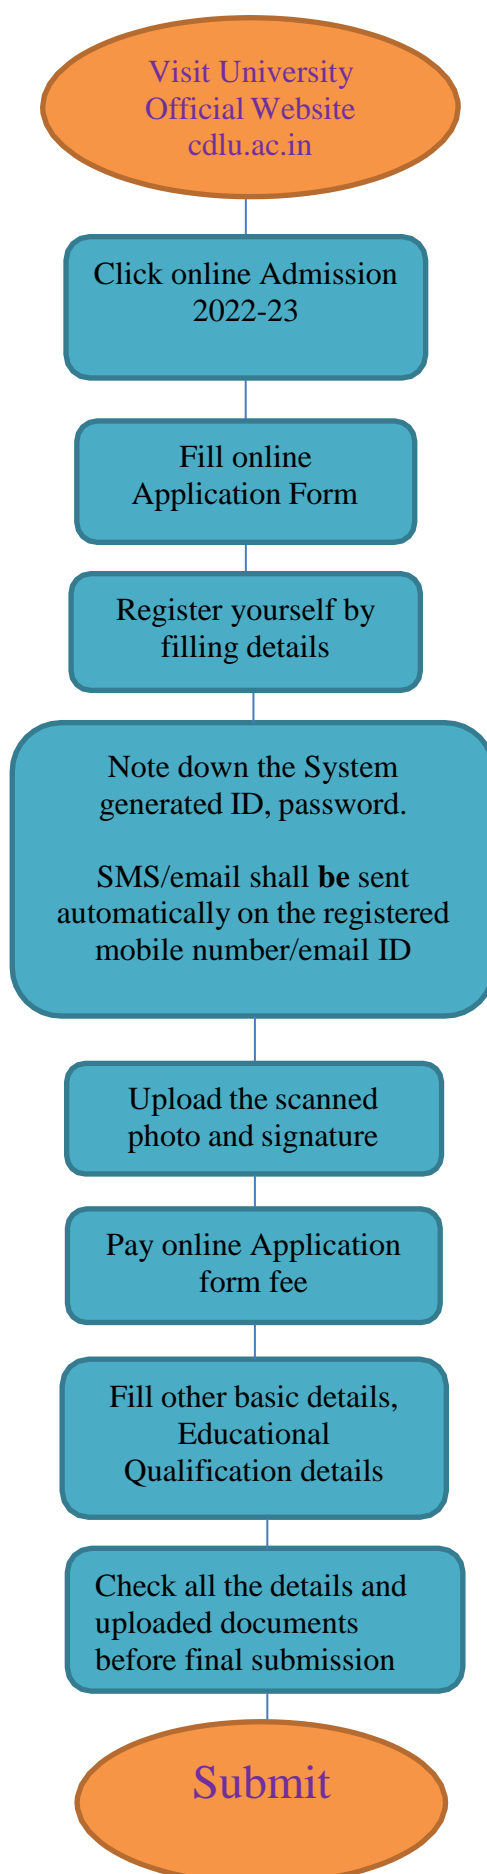 Visit University
Official Website
cdlu.ac.in
Click online Admission
2022-23
Fill online
Application Form
Register yourself by
filling details
Note down the System
generated ID, password.
SMS/email shall be sent
automatically on the registered
mobile number/email ID
Upload the scanned
photo and signature
Pay online Application
form fee
Fill other basic details,
Educational
Qualification details
Check all the details and
uploaded documents
before final submission
Submit